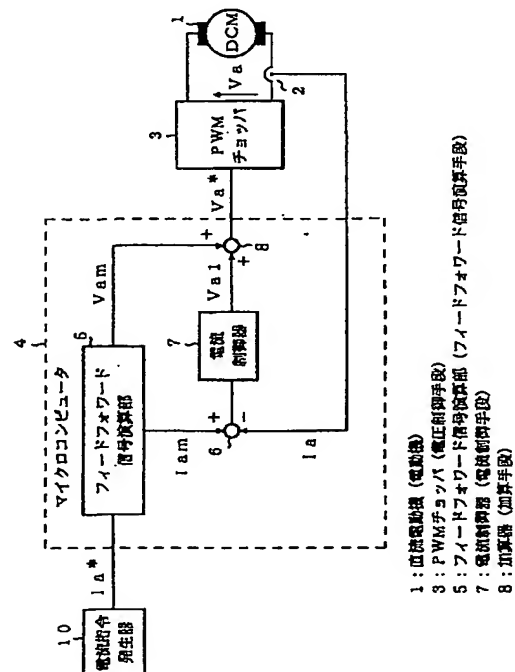 10
電流指令
発生器
Ia*
4
マイクロコンピュータ
フィードフォワード
信号演算部
5
Vam
Iam
+
-
6
7
電流
制御器
Va1
+
+
8
Ia
Va*
3
PWM
チョッパ
Va
2
1
DCM
1:直流電動機(電動機)
3:PWMチョッパ(電圧制御手段)
5:フィードフォワード信号演算部(フィードフォワード信号演算手段)
7:電流制御器(電流制御手段)
8:加算器(加算手段)